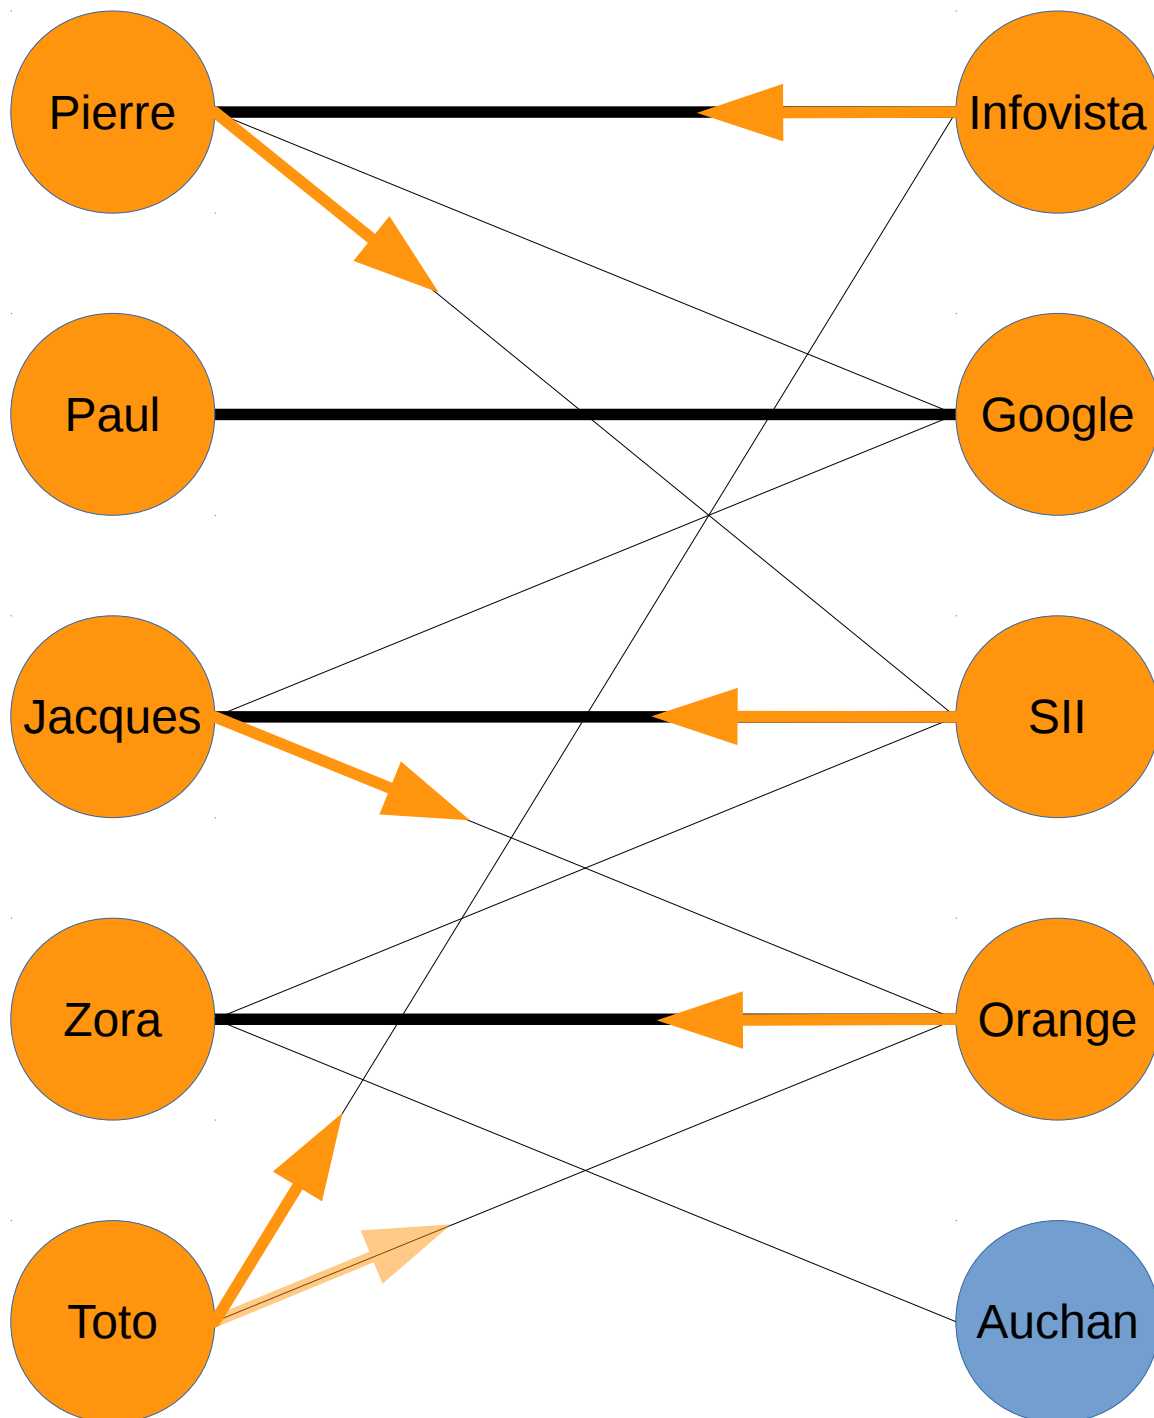 Pierre
Infovista
Paul
Google
Jacques
SII
Zora
Orange
Toto
Auchan